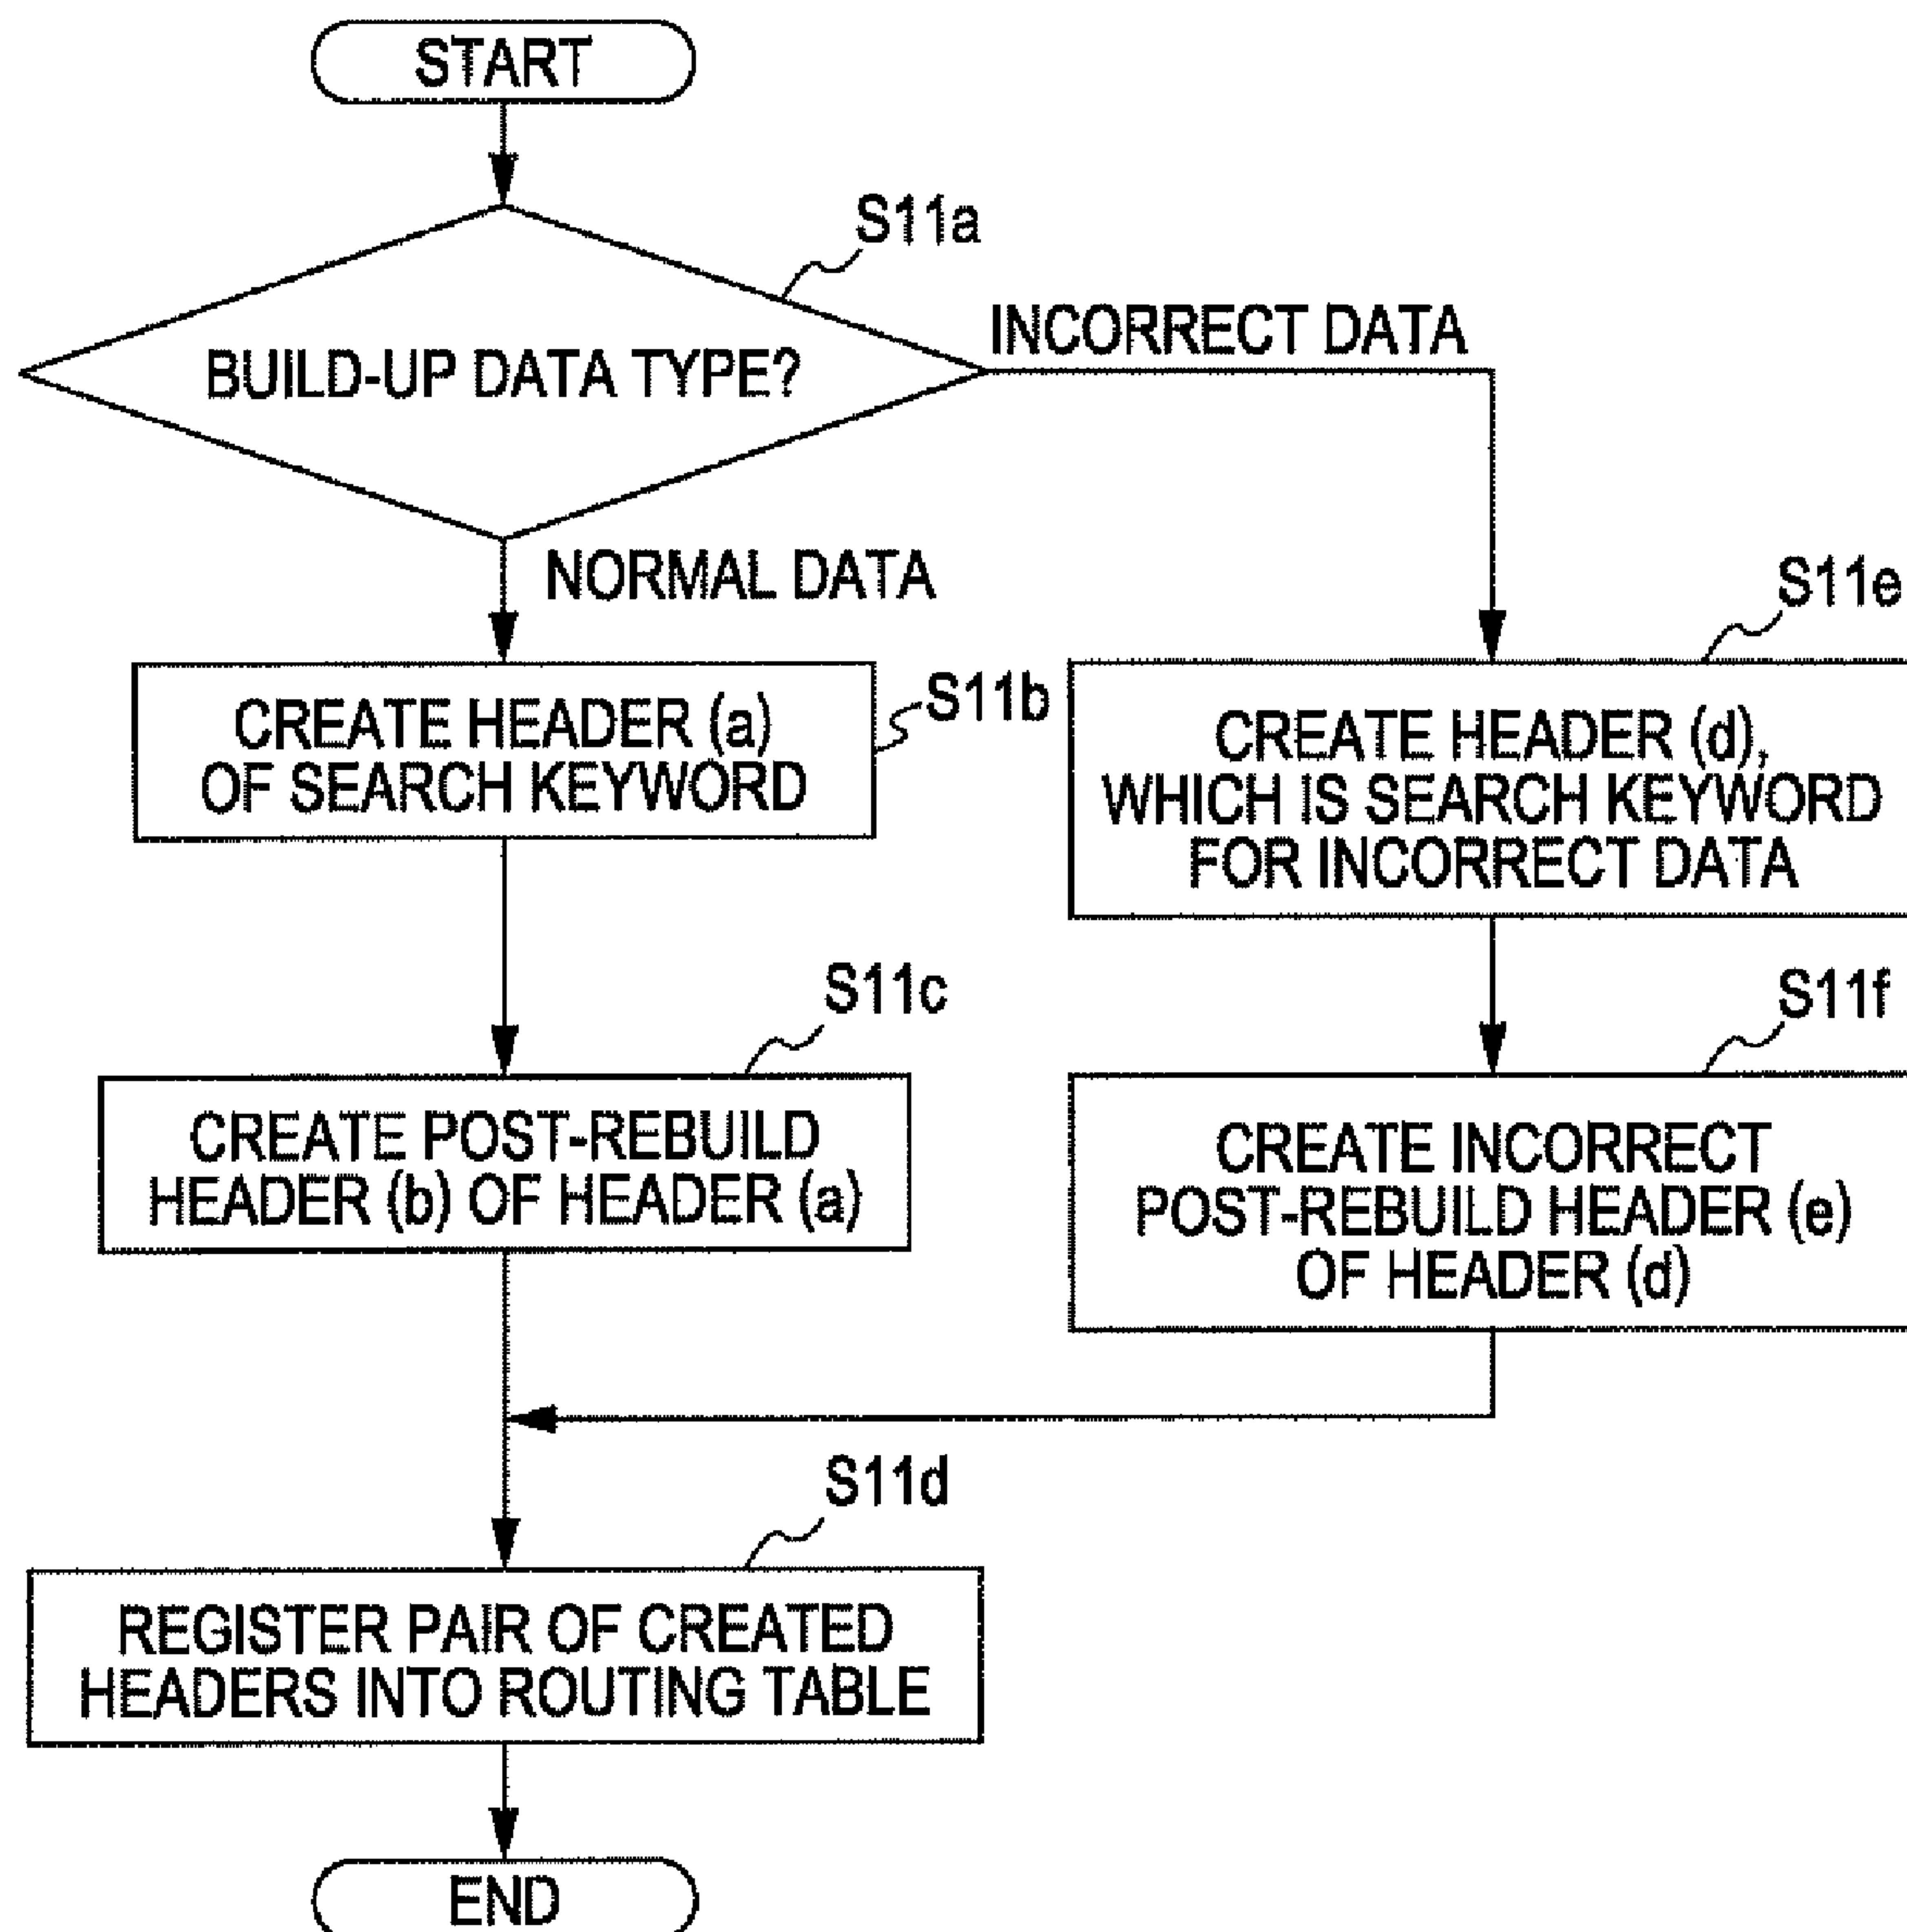 START
S11a
BUILD-UP DATA TYPE?
INCORRECT DATA
NORMAL DATA
S11b
CREATE HEADER (a)
OF SEARCH KEYWORD
S11e
CREATE HEADER (d),
WHICH IS SEARCH KEYWORD
FOR INCORRECT DATA
S11c
CREATE POST-REBUILD
HEADER (b) OF HEADER (a)
S11f
CREATE INCORRECT
POST-REBUILD HEADER (e)
OF HEADER (d)
S11d
REGISTER PAIR OF CREATED
HEADERS INTO ROUTING TABLE
END